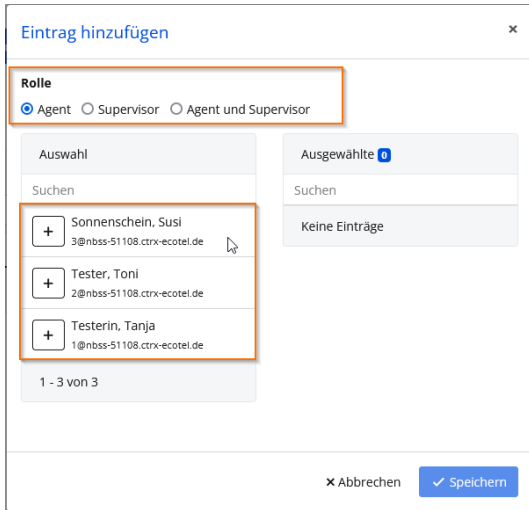 Eintrag hinzufügen
×
Rolle
Agent Supervisor Agent und Supervisor
Auswahl
Suchen
+ Sonnenschein, Susi
3@nbss-51108.ctrx-ecotel.de
+ Tester, Toni
2@nbss-51108.ctrx-ecotel.de
+ Testerin, Tanja
1@nbss-51108.ctrx-ecotel.de
1 - 3 von 3
Ausgewählte 0
Suchen
Keine Einträge
× Abbrechen
✓ Speichern